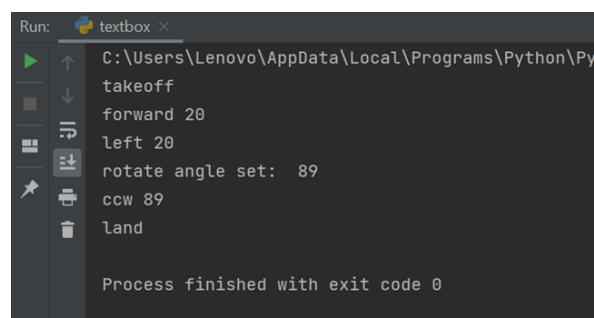 Run: textbox
C:\Users\Lenovo\AppData\Local\Programs\Python\Py
takeoff
forward 20
left 20
rotate angle set:  89
ccw 89
land
Process finished with exit code 0